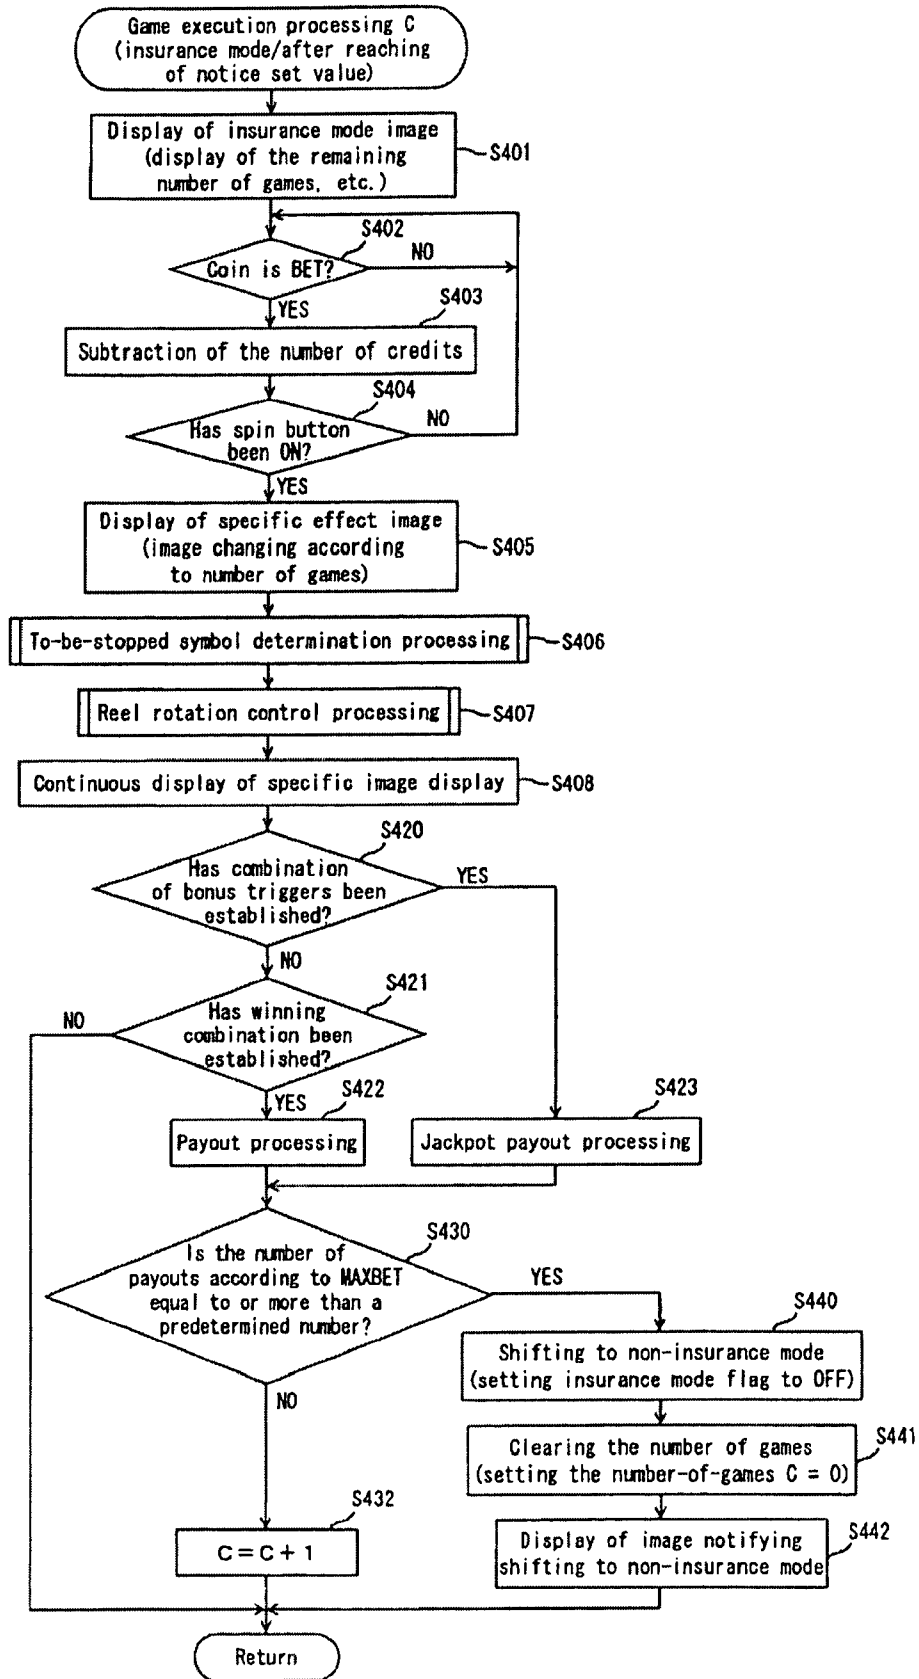 Game execution processing C
(insurance mode/after reaching
of notice set value)
Display of insurance mode image
(display of the remaining
number of games, etc.)
S401
S402
Coin is BET?
NO
YES
S403
Subtraction of the number of credits
S404
Has spin button
been ON?
NO
YES
Display of specific effect image
(image changing according
to number of games)
S405
To-be-stopped symbol determination processing
S406
Reel rotation control processing
S407
Continuous display of specific image display
S408
S420
Has combination
of bonus triggers been
established?
YES
NO
S421
Has winning
combination been
established?
NO
YES
S422
Payout processing
S423
Jackpot payout processing
S430
Is the number of
payouts according to MAXBET
equal to or more than a
predetermined number?
YES
NO
S440
Shifting to non-insurance mode
(setting insurance mode flag to OFF)
S441
Clearing the number of games
(setting the number-of-games C = 0)
S442
Display of image notifying
shifting to non-insurance mode
S432
C = C + 1
Return